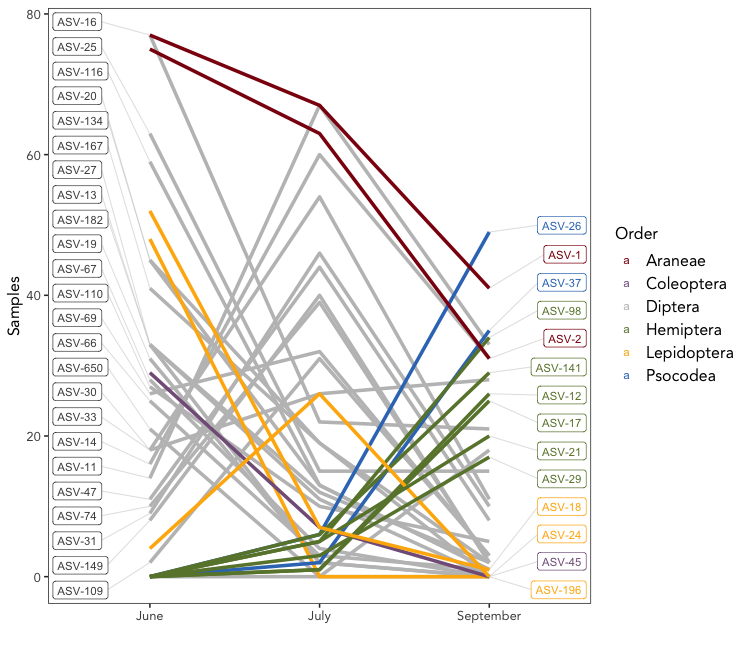 80
60
40
20
0
Samples
ASV-16
ASV-25
ASV-116
ASV-20
ASV-134
ASV-167
ASV-27
ASV-13
ASV-182
ASV-19
ASV-67
ASV-110
ASV-69
ASV-66
ASV-650
ASV-30
ASV-33
ASV-14
ASV-11
ASV-47
ASV-74
ASV-31
ASV-149
ASV-109
ASV-26
ASV-1
ASV-37
ASV-98
ASV-2
ASV-141
ASV-12
ASV-17
ASV-21
ASV-29
ASV-18
ASV-24
ASV-45
ASV-196
June July September
Order
a Araneae
a Coleoptera
a Diptera
a Hemiptera
a Lepidoptera
a Psocodea